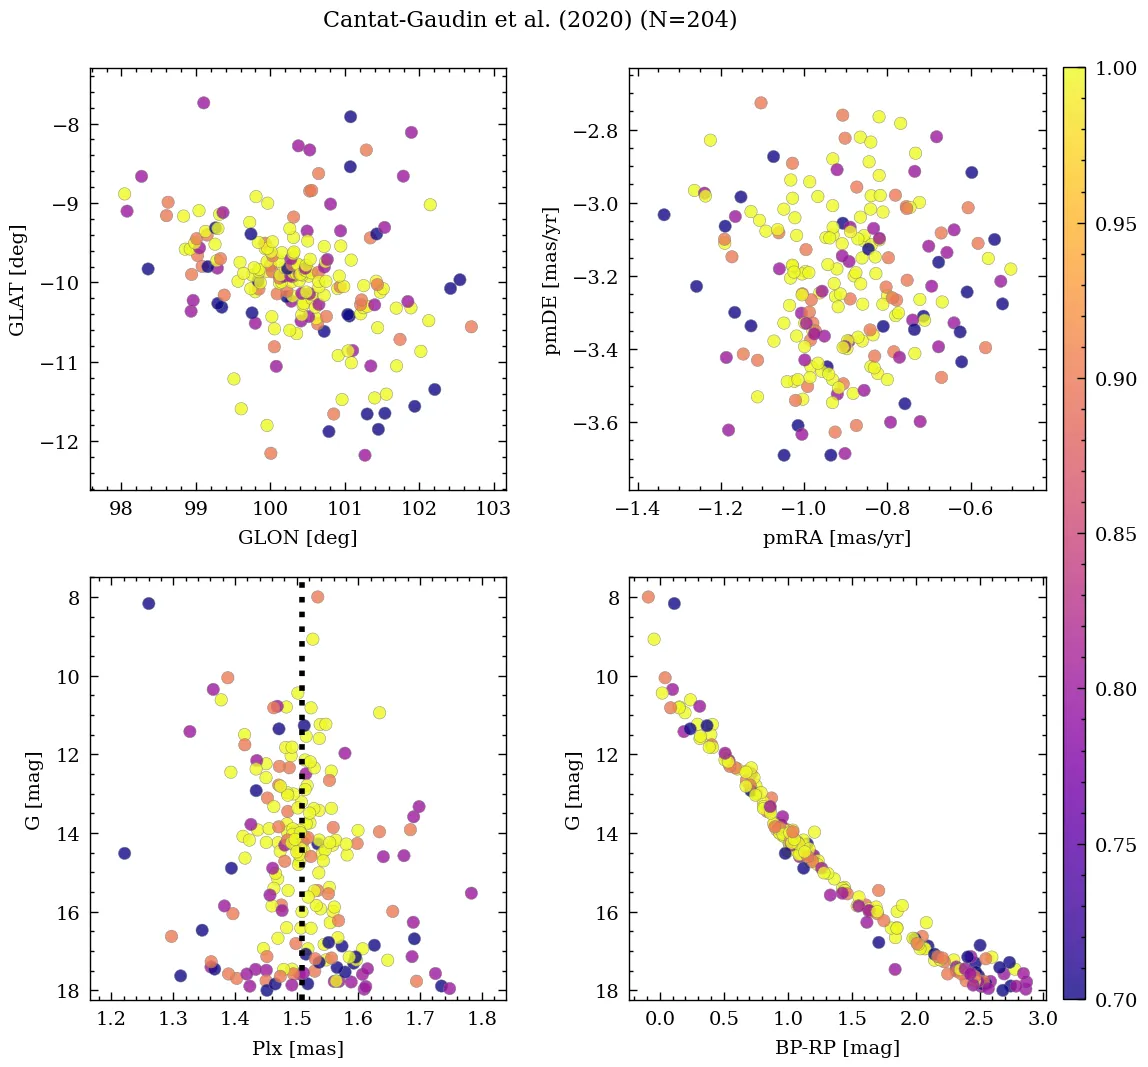 Cantat-Gaudin et al. (2020) (N=204)
−8
−9
−10
−11
−12
GLAT [deg]
98 99 100 101 102 103
GLON [deg]
−2.8
−3.0
−3.2
−3.4
−3.6
pmDE [mas/yr]
−1.4 −1.2 −1.0 −0.8 −0.6
pmRA [mas/yr]
1.00
0.95
0.90
0.85
0.80
0.75
0.70
8
10
12
14
16
18
G [mag]
1.2 1.3 1.4 1.5 1.6 1.7 1.8
Plx [mas]
8
10
12
14
16
18
G [mag]
0.0 0.5 1.0 1.5 2.0 2.5 3.0
BP-RP [mag]